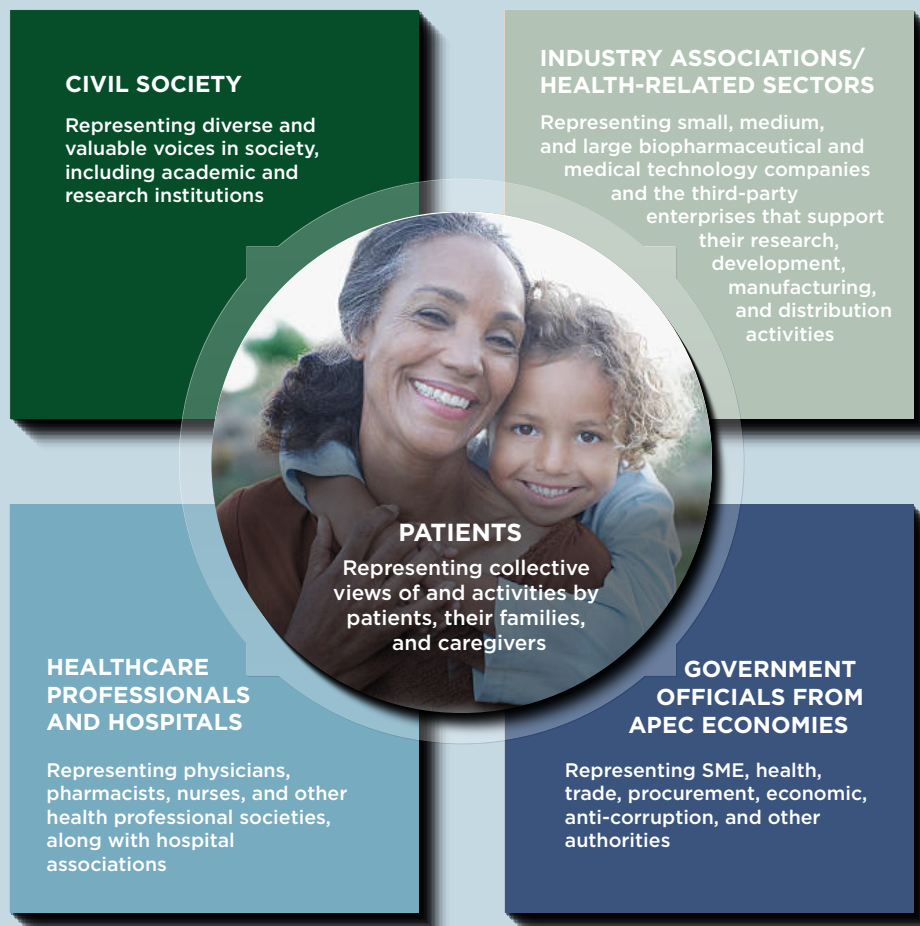 CIVIL SOCIETY
Representing diverse and
valuable voices in society,
including academic and
research institutions
INDUSTRY ASSOCIATIONS/
HEALTH-RELATED SECTORS
Representing small, medium,
and large biopharmaceutical and
medical technology companies
and the third-party
enterprises that support
their research,
development,
manufacturing,
and distribution
activities
PATIENTS
Representing collective
views of and activities by
patients, their families,
and caregivers
HEALTHCARE
PROFESSIONALS
AND HOSPITALS
Representing physicians,
pharmacists, nurses, and other
health professional societies,
along with hospital
associations
GOVERNMENT
OFFICIALS FROM
APEC ECONOMIES
Representing SME, health,
trade, procurement, economic,
anti-corruption, and other
authorities